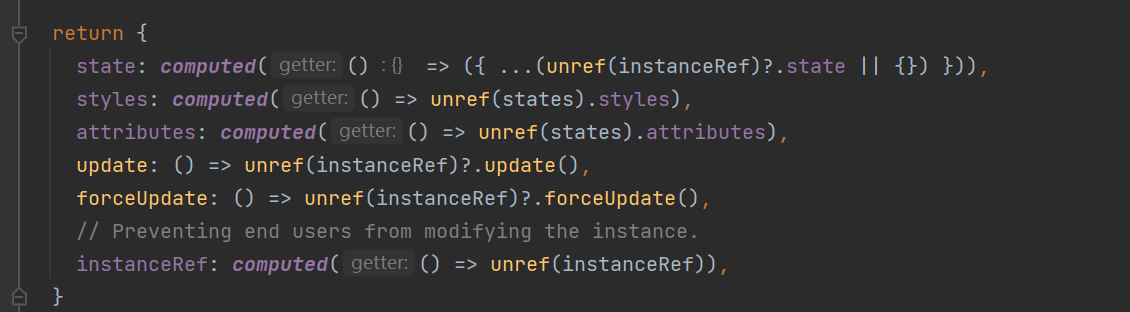 return {
state: computed( getter: () : {} => ({ ...(unref(instanceRef)?.state || {}) })),
styles: computed( getter: () => unref(states).styles),
attributes: computed( getter: () => unref(states).attributes),
update: () => unref(instanceRef)?.update(),
forceUpdate: () => unref(instanceRef)?.forceUpdate(),
// Preventing end users from modifying the instance.
instanceRef: computed( getter: () => unref(instanceRef)),
}